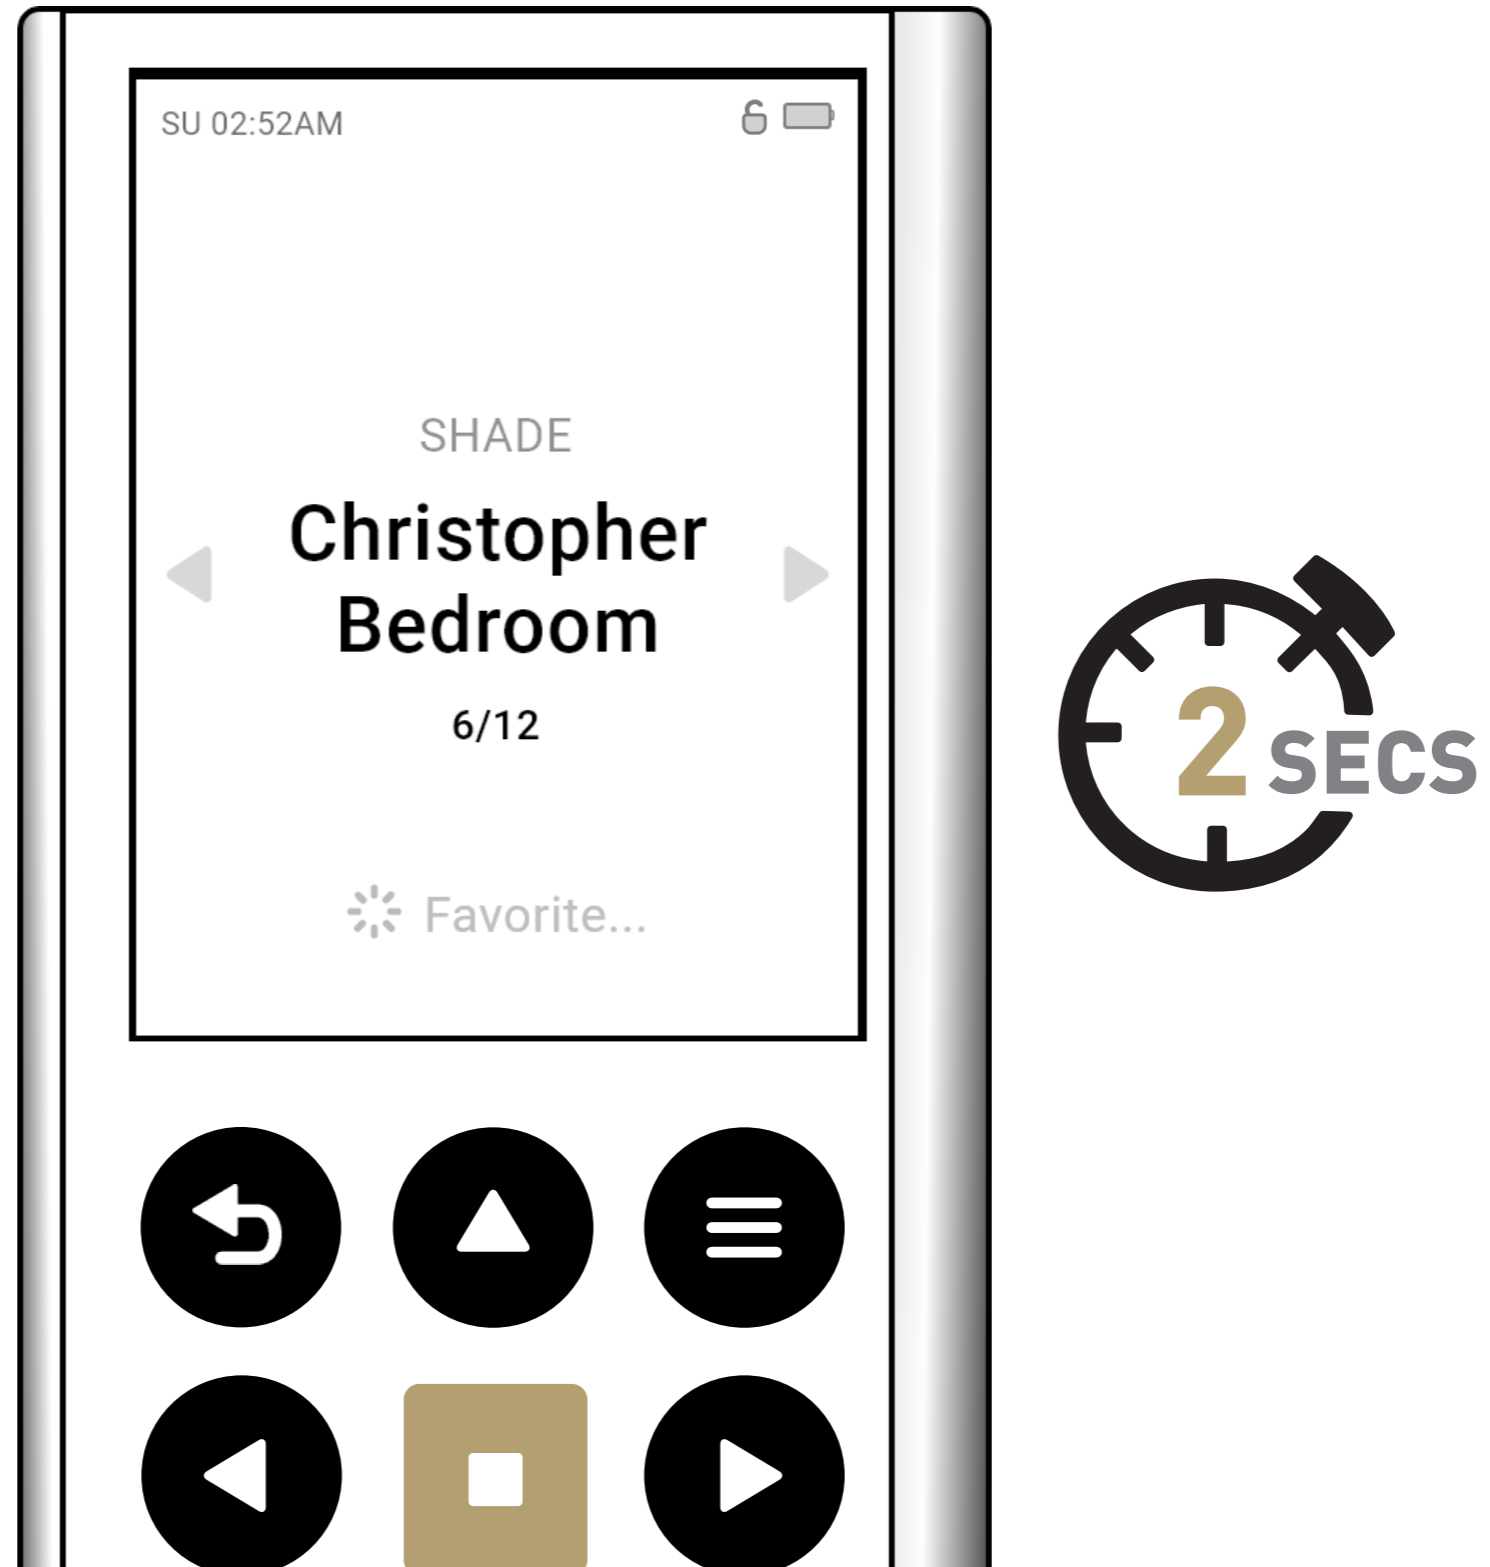 SU 02:52AM
SHADE
Christopher
Bedroom
6/12
Favorite...
2 SECS